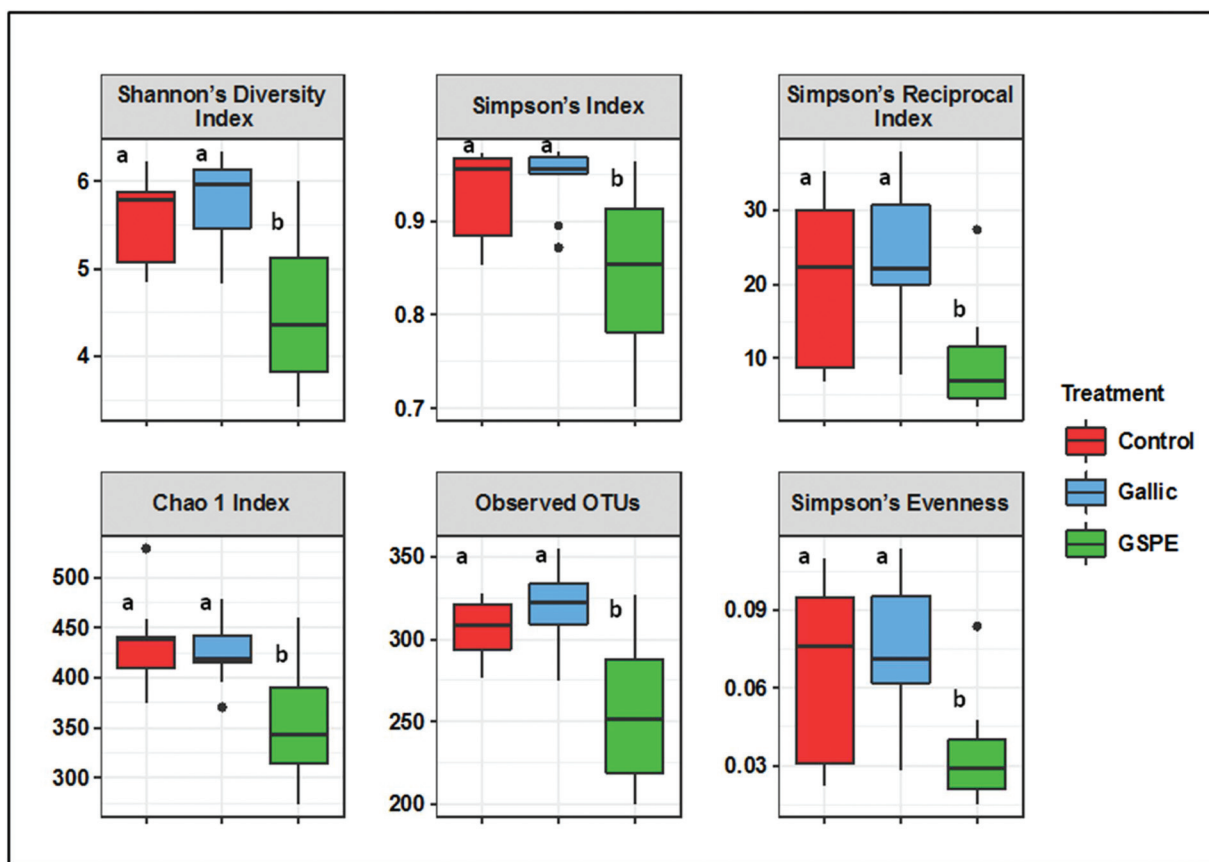 Shannon's Diversity
Index
a
a
b
6
5
4
Simpson's Index
a
a
b
0.9
0.8
0.7
Simpson's Reciprocal
Index
a
a
b
30
20
10
Chao 1 Index
a
a
b
500
450
400
350
300
Observed OTUs
a
a
b
350
300
250
200
Simpson's Evenness
a
a
b
0.09
0.06
0.03
Treatment
Control
Gallic
GSPE